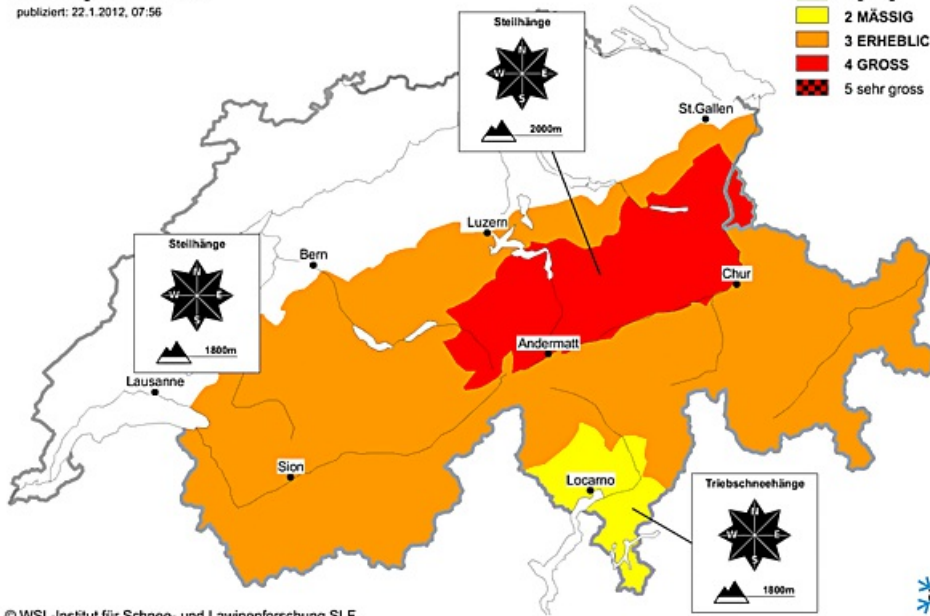 publiziert: 22.1.2012, 07:56
2 MÄSSIG
3 ERHEBLIC
4 GROSS
5 sehr gross
Steilhänge
N
W E
S
2000m
St.Gallen
Luzern
Steilhänge
N
W E
S
1800m
Bern
Chur
Andermatt
Lausanne
Sion
Locarno
Triebschneehänge
N
W E
S
1800m
© WSL-Institut für Schnee- und Lawinenforschung SLF